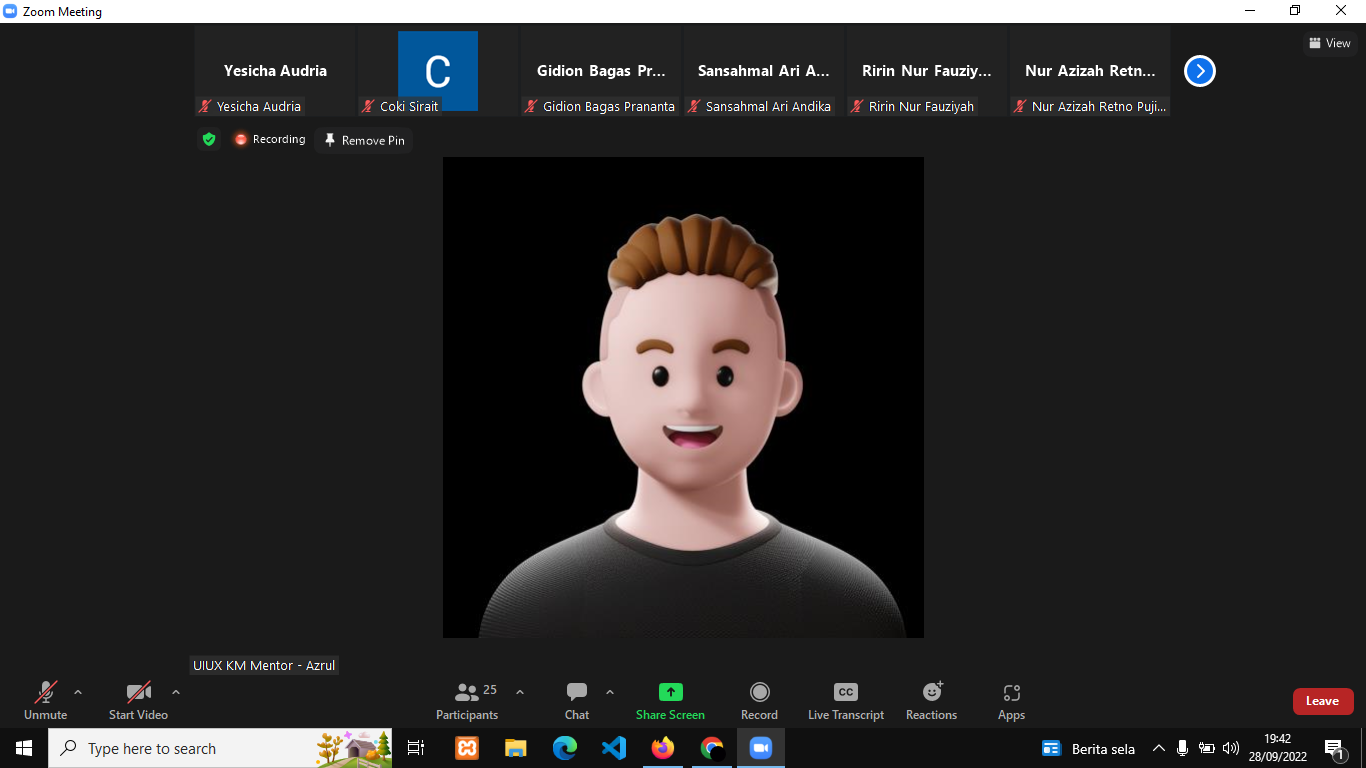 Zoom Meeting
Yesicha Audria
C
Gidion Bagas Pr...
Sansahmal Ari A...
Ririn Nur Fauziy...
Nur Azizah Retn...
View
Yesicha Audria
Coki Sirait
Gidion Bagas Prananta
Sansahmal Ari Andika
Ririn Nur Fauziyah
Nur Azizah Retno Puji...
Recording
Remove Pin
UIUX KM Mentor - Azrul
25
CC
Unmute
Start Video
Participants
Chat
Share Screen
Record
Live Transcript
Reactions
Apps
Leave
Type here to search
Berita sela
19:42
28/09/2022
1